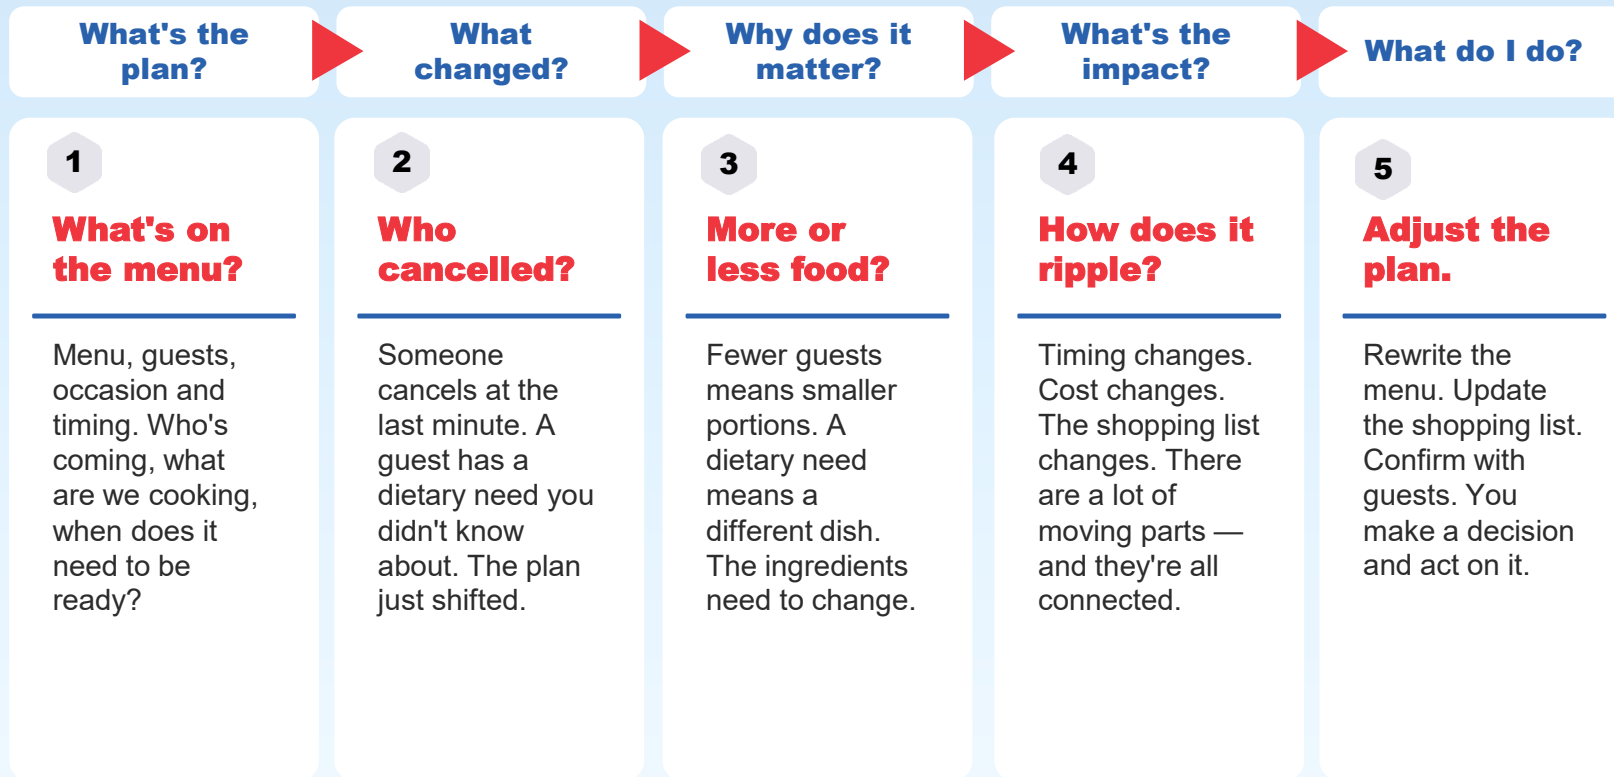 What's the
plan?
What
changed?
Why does it
matter?
What's the
impact?
What do I do?
1
What's on
the menu?
Menu, guests,
occasion and
timing. Who's
coming, what
are we cooking,
when does it
need to be
ready?
2
Who
cancelled?
Someone
cancels at the
last minute. A
guest has a
dietary need you
didn't know
about. The plan
just shifted.
3
More or
less food?
Fewer guests
means smaller
portions. A
dietary need
means a
different dish.
The ingredients
need to change.
4
How does it
ripple?
Timing changes.
Cost changes.
The shopping list
changes. There
are a lot of
moving parts —
and they're all
connected.
5
Adjust the
plan.
Rewrite the
menu. Update
the shopping list.
Confirm with
guests. You
make a decision
and act on it.